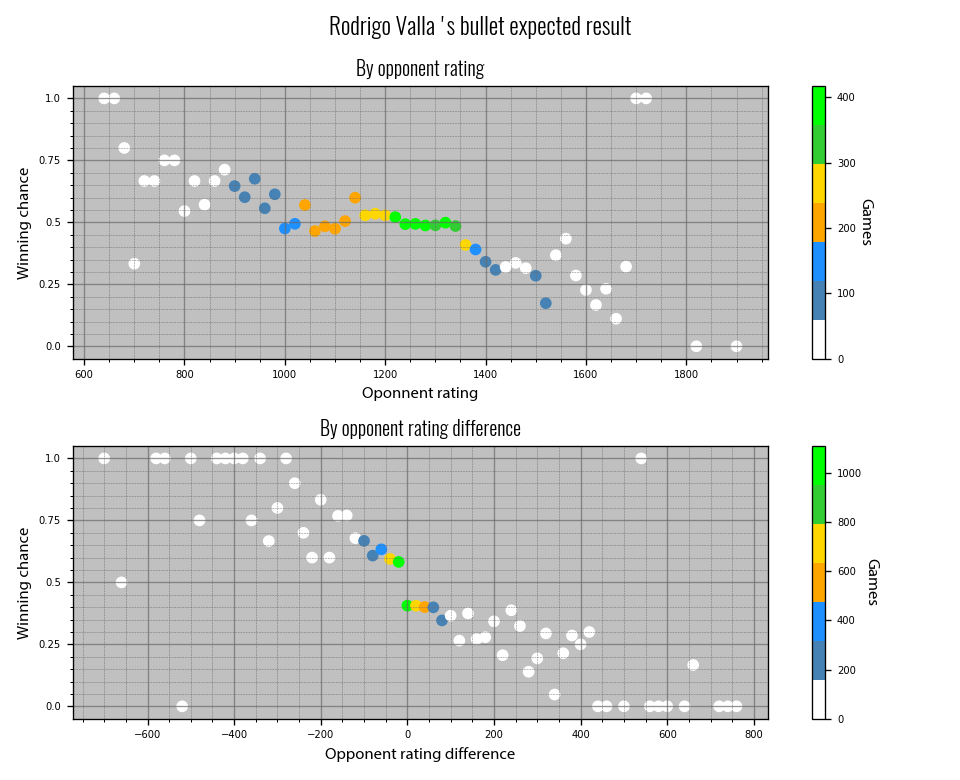 Rodrigo Valla 's bullet expected result
By opponent rating
1.0
0.75
0.5
0.25
0.0
Winning chance
600 800 1000 1200 1400 1600 1800
Oponnent rating
400
300
200
100
0
Games
By opponent rating difference
1.0
0.75
0.5
0.25
0.0
Winning chance
−600 −400 −200 0 200 400 600 800
Opponent rating difference
1000
800
600
400
200
0
Games